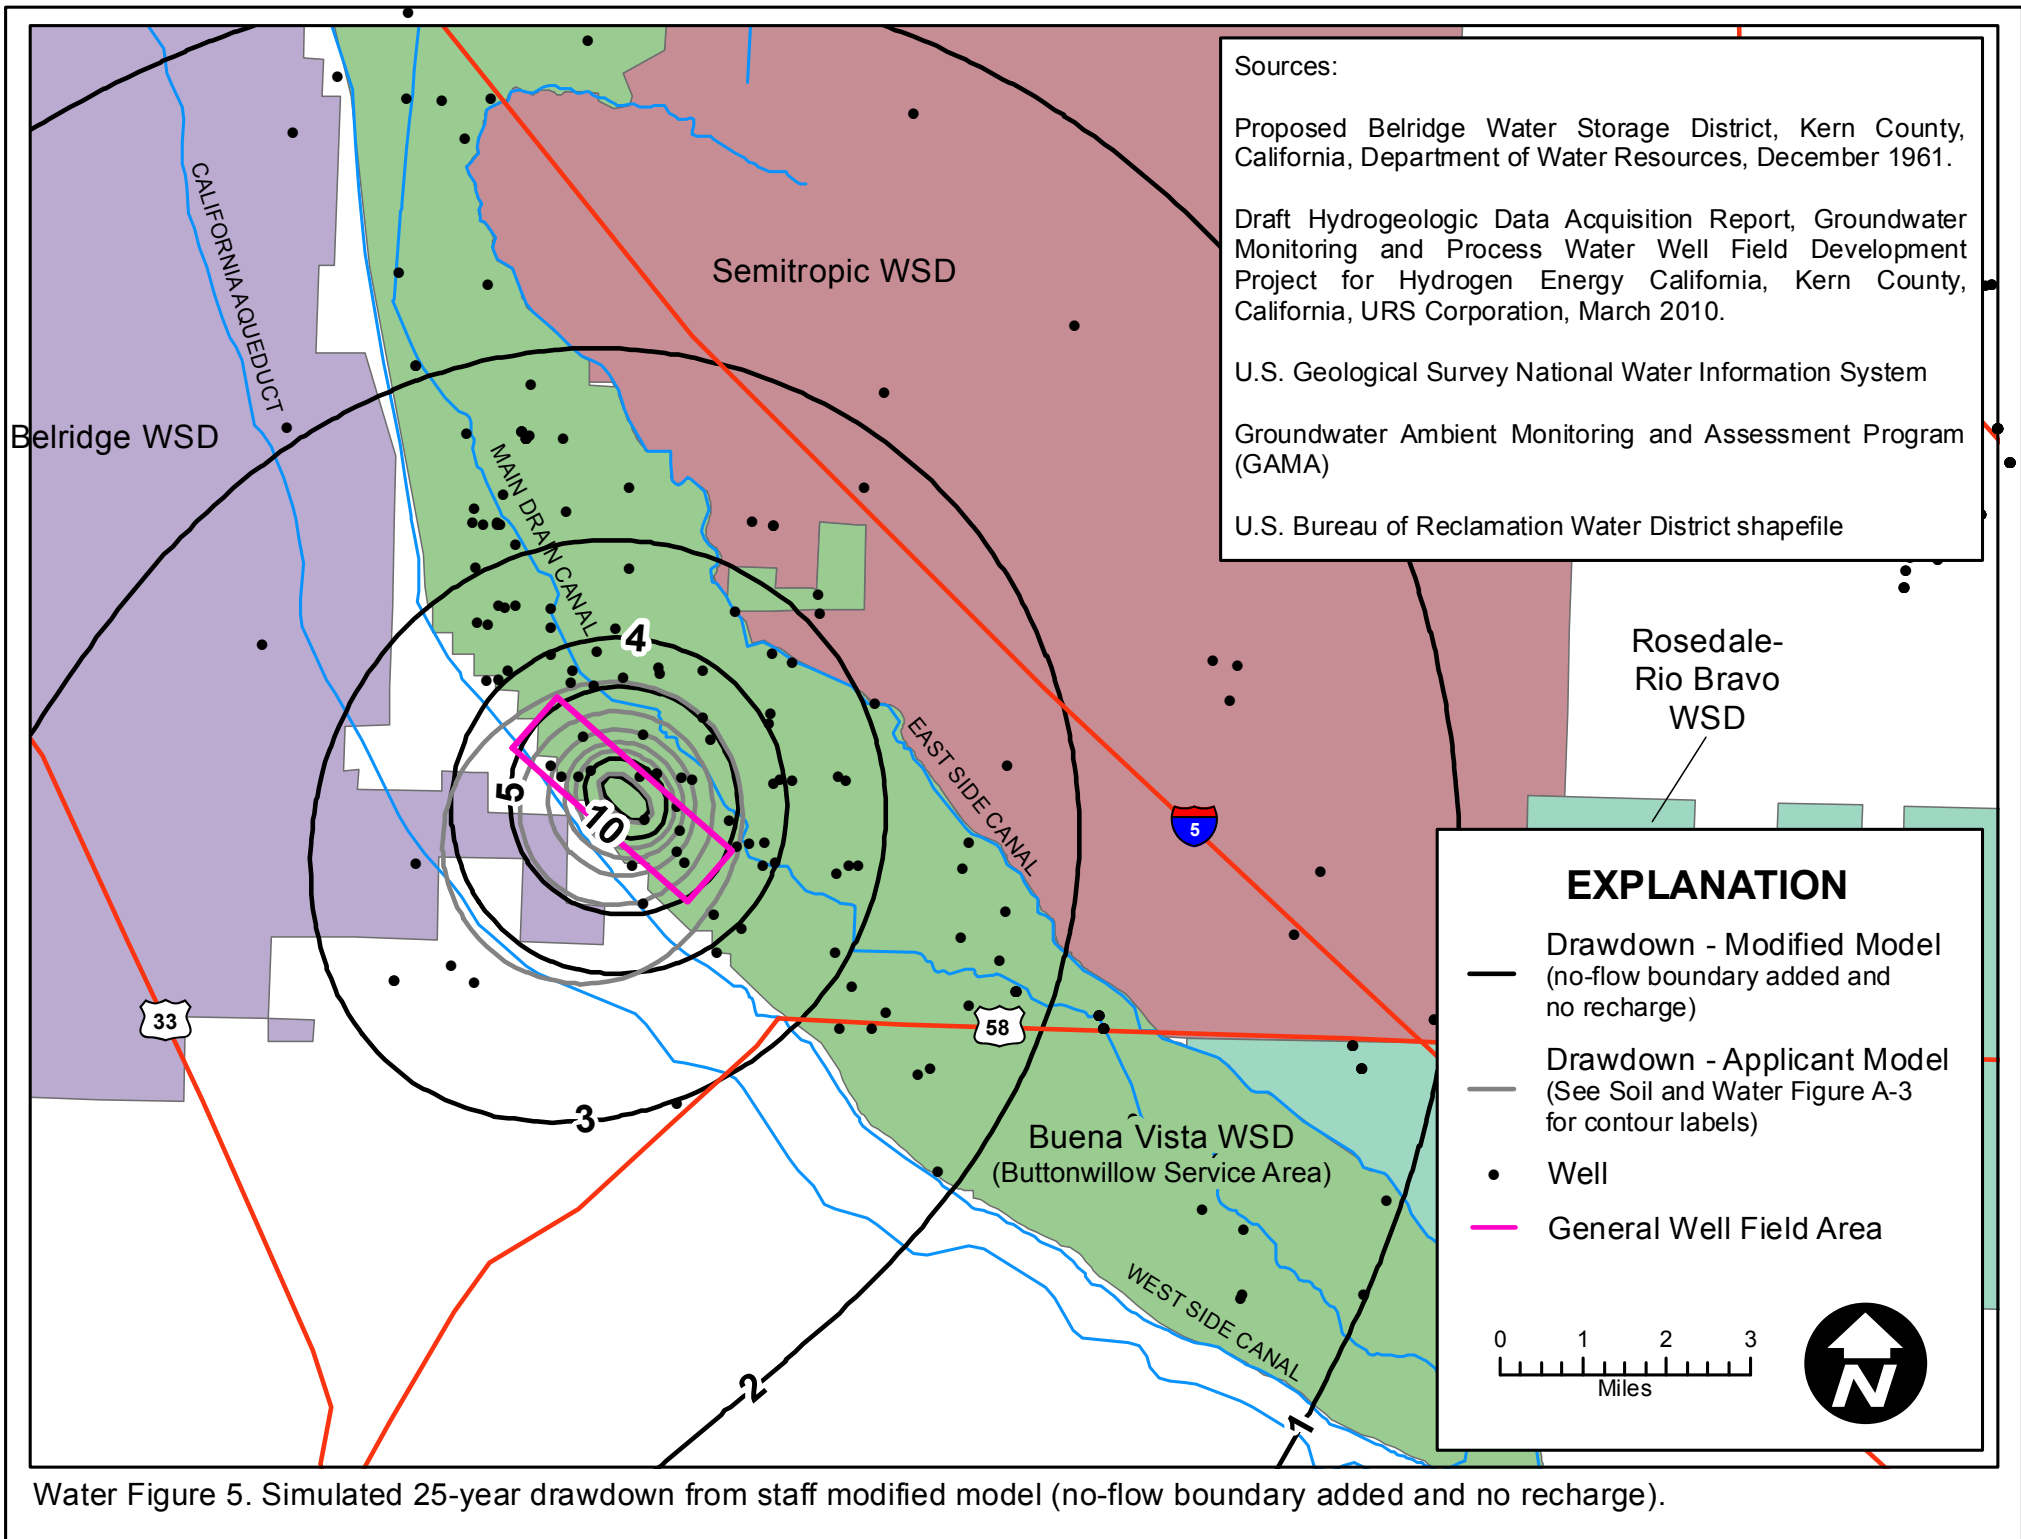 Sources:
Proposed Belridge Water Storage District, Kern County,
California, Department of Water Resources, December 1961.
Draft Hydrogeologic Data Acquisition Report, Groundwater
Monitoring and Process Water Well Field Development
Project for Hydrogen Energy California, Kern County,
California, URS Corporation, March 2010.
U.S. Geological Survey National Water Information System
Groundwater Ambient Monitoring and Assessment Program
(GAMA)
U.S. Bureau of Reclamation Water District shapefile
CALIFORNIA AQUEDUCT
Semitropic WSD
Belridge WSD
MAIN DRAIN CANAL
4
Rosedale-
Rio Bravo
WSD
EAST SIDE CANAL
5
10
5
33
58
3
Buena Vista WSD
(Buttonwillow Service Area)
WEST SIDE CANAL
2
1
EXPLANATION
Drawdown - Modified Model
(no-flow boundary added and
no recharge)
Drawdown - Applicant Model
(See Soil and Water Figure A-3
for contour labels)
Well
General Well Field Area
0 1 2 3
Miles
N
Water Figure 5. Simulated 25-year drawdown from staff modified model (no-flow boundary added and no recharge).